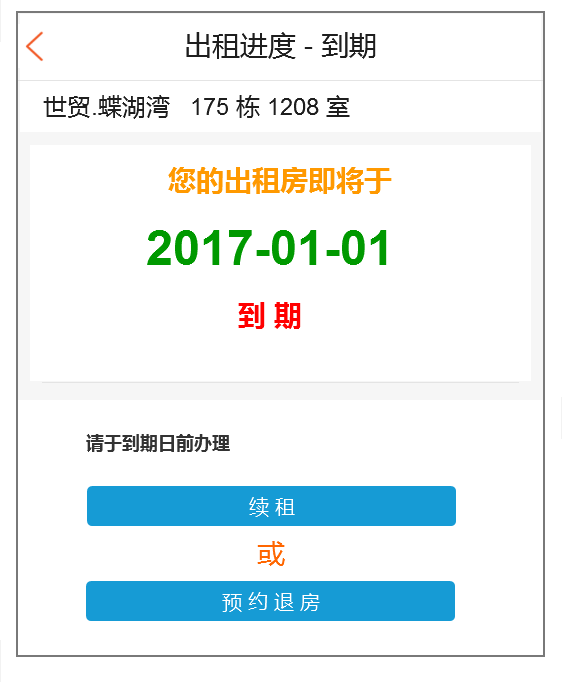 出租进度 - 到期
世贸.蝶湖湾 175 栋 1208 室
您的出租房即将于
2017-01-01
到 期
请于到期日前办理
续 租
或
预 约 退 房